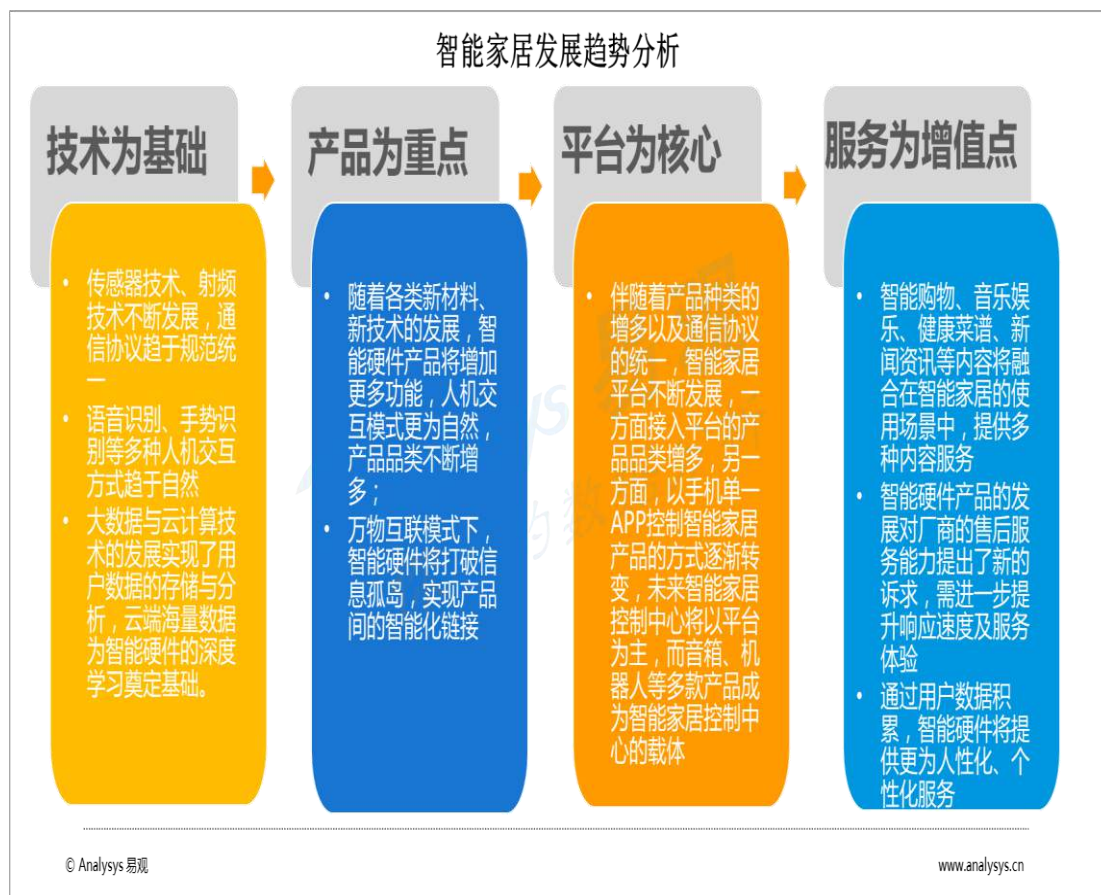 智能家居发展趋势分析
技术为基础
• 传感器技术、射频
技术不断发展，通
信协议趋于规范统
一
• 语音识别、手势识
别等多种人机交互
方式趋于自然
• 大数据与云计算技
术的发展实现了用
户数据的存储与分
析，云端海量数据
为智能硬件的深度
学习奠定基础。
产品为重点
• 随着各类新材料、
新技术的发展，智
能硬件产品将增加
更多功能，人机交
互模式更为自然，
产品品类不断增
多；
• 万物互联模式下，
智能硬件将打破信
息孤岛，实现产品
间的智能化链接
平台为核心
• 伴随着产品种类的
增多以及通信协议
的统一，智能家居
平台不断发展，一
方面接入平台的产
品品类增多，另一
方面，以手机单一
APP控制智能家居
产品的方式逐渐转
变，未来智能家居
控制中心将以平台
为主，而音箱、机
器人等多款产品成
为智能家居控制中
心的载体
服务为增值点
• 智能购物、音乐娱
乐、健康菜谱、新
闻资讯等内容将融
合在智能家居的使
用场景中，提供多
种内容服务
• 智能硬件产品的发
展对厂商的售后服
务能力提出了新的
诉求，需进一步提
升响应速度及服务
体验
• 通过用户数据积
累，智能硬件将提
供更为人性化、个
性化服务
© Analysys 易观
www.analysys.cn